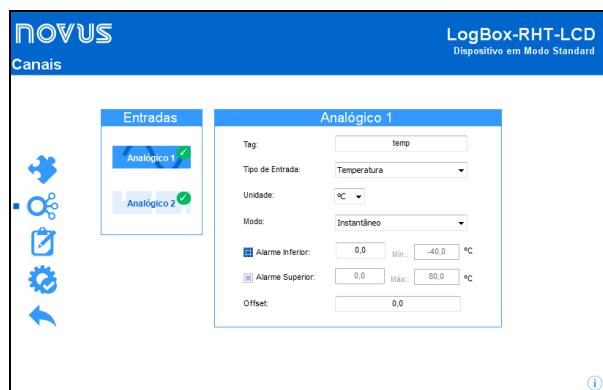 NOVUS
LogBox-RHT-LCD
Dispositivo em Modo Standard
Canais
Entradas
Analógico 1
Analógico 2
Analógico 1
Tag: temp
Tipo de Entrada: Temperatura
Unidade: ºC
Modo: Instantâneo
Alarme Inferior: 0,0 Mín.: -40,0 ºC
Alarme Superior: 0,0 Máx.: 80,0 ºC
Offset: 0,0